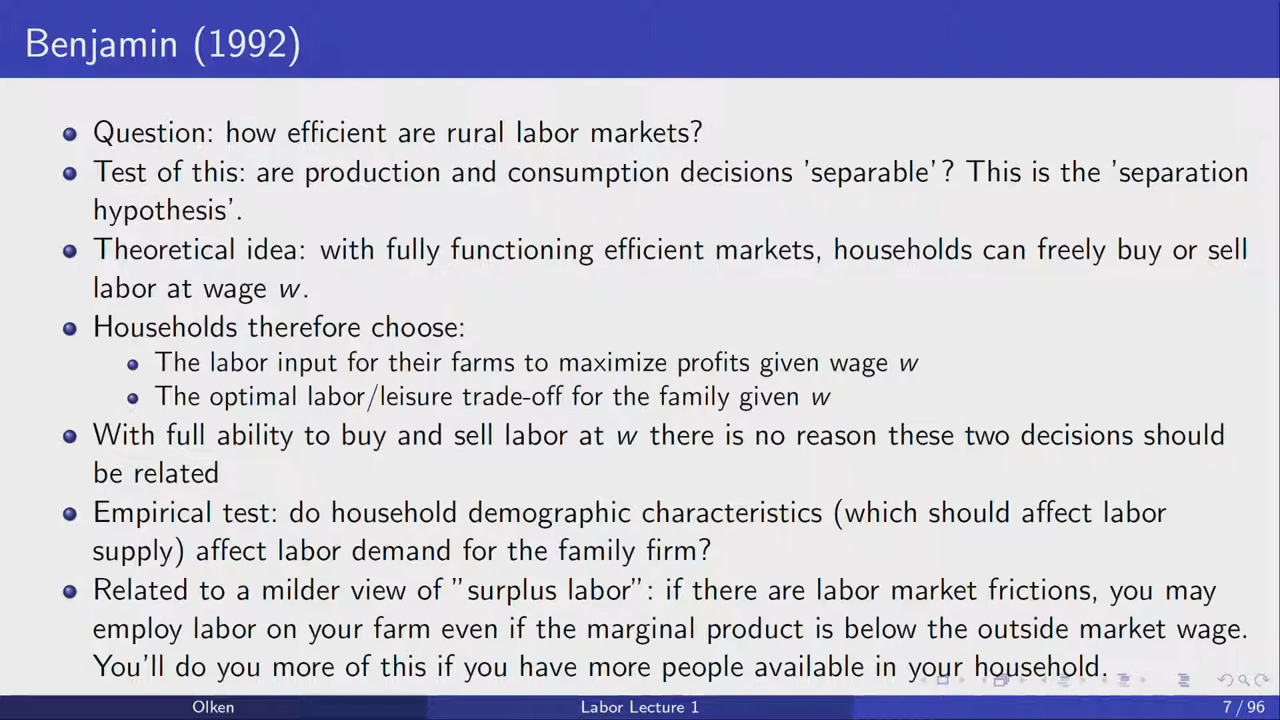 Benjamin (1992)
Question: how efficient are rural labor markets?
Test of this: are production and consumption decisions 'separable'? This is the 'separation
hypothesis'.
Theoretical idea: with fully functioning efficient markets, households can freely buy or sell
labor at wage w.
Households therefore choose:
The labor input for their farms to maximize profits given wage w
The optimal labor/leisure trade-off for the family given w
With full ability to buy and sell labor at w there is no reason these two decisions should
be related
Empirical test: do household demographic characteristics (which should affect labor
supply) affect labor demand for the family firm?
Related to a milder view of "surplus labor": if there are labor market frictions, you may
employ labor on your farm even if the marginal product is below the outside market wage.
You'll do you more of this if you have more people available in your household.
Olken Labor Lecture 1 7 / 96